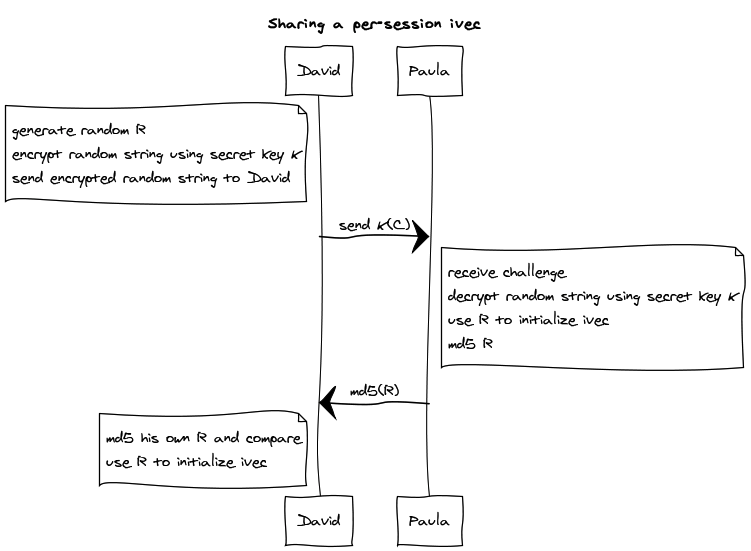 Sharing a per-session ivec
David
Paula
generate random R
encrypt random string using secret key K
send encrypted random string to David
send K(C)
receive challenge
decrypt random string using secret key K
use R to initialize ivec
md5 R
md5(R)
md5 his own R and compare
use R to initialize ivec
David
Paula